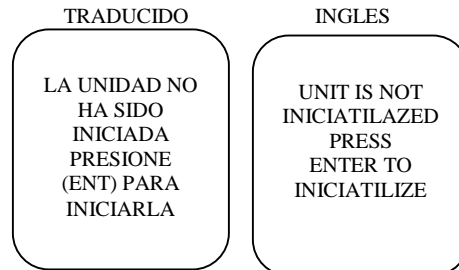 TRADUCIDO
LA UNIDAD NO
HA SIDO
INICIADA
PRESIONE
(ENT) PARA
INICIARLA
INGLES
UNIT IS NOT
INICIATILAZED
PRESS
ENTER TO
INICIATILIZE